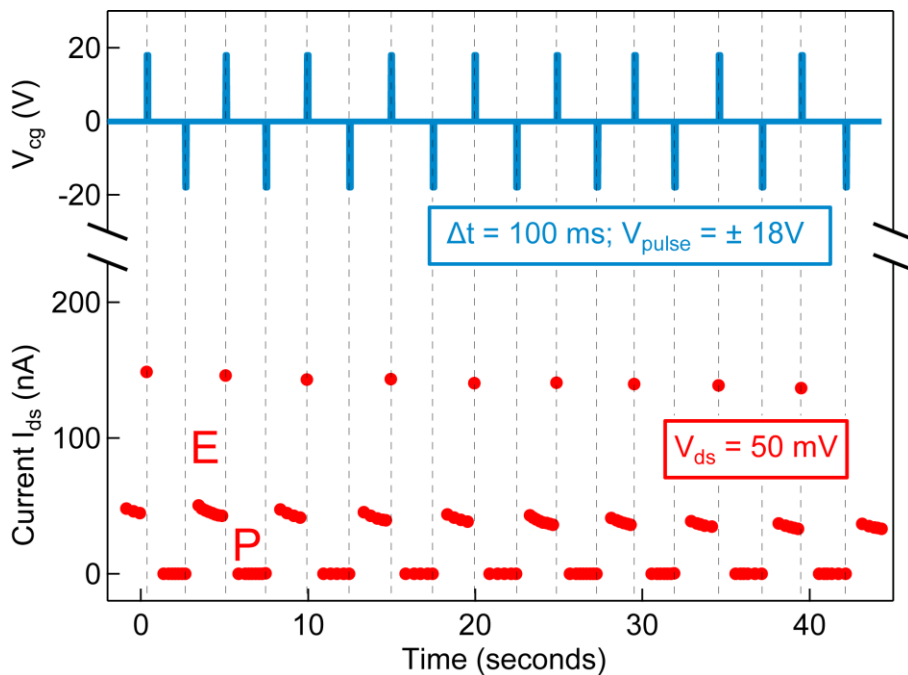 20
0
-20
V_cg (V)
Δt = 100 ms; V_pulse = ± 18V
200
100
0
Current I_ds (nA)
E
V_ds = 50 mV
P
0 10 20 30 40
Time (seconds)